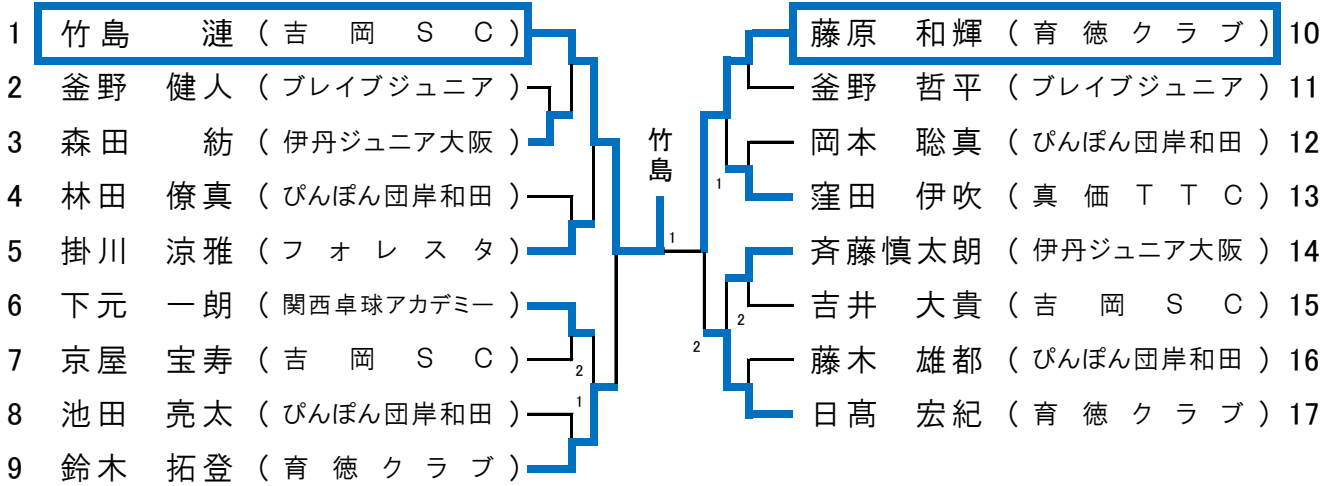 1 竹島 漣 (吉岡SC)
2 釜野 健人 (ブレイブジュニア)
3 森田 紡 (伊丹ジュニア大阪)
4 林田 僚真 (ぴんぽん団岸和田)
5 掛川 涼雅 (フォレスタ)
6 下元 一朗 (関西卓球アカデミー)
7 京屋 宝寿 (吉岡SC)
8 池田 亮太 (ぴんぽん団岸和田)
9 鈴木 拓登 (育徳クラブ)
2
1
竹島
1
1
2
2
藤原 和輝 (育徳クラブ) 10
釜野 哲平 (ブレイブジュニア) 11
岡本 聡真 (ぴんぽん団岸和田) 12
窪田 伊吹 (真価TTC) 13
斉藤慎太朗 (伊丹ジュニア大阪) 14
吉井 大貴 (吉岡SC) 15
藤木 雄都 (ぴんぽん団岸和田) 16
日髙 宏紀 (育徳クラブ) 17